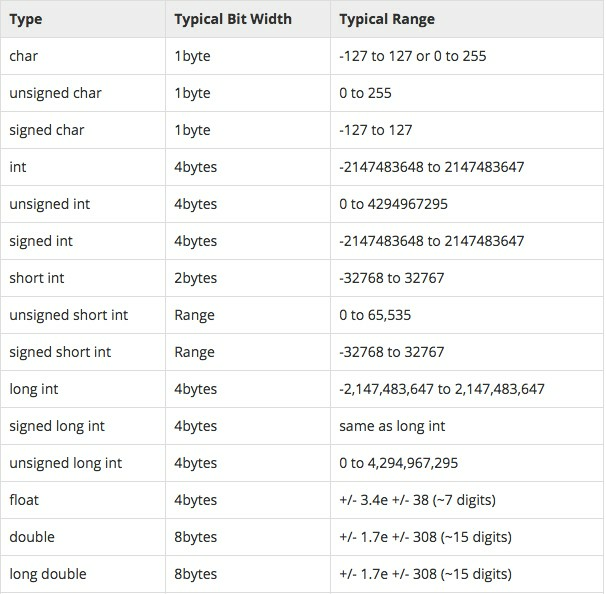 Type Typical Bit Width Typical Range
char 1byte -127 to 127 or 0 to 255
unsigned char 1byte 0 to 255
signed char 1byte -127 to 127
int 4bytes -2147483648 to 2147483647
unsigned int 4bytes 0 to 4294967295
signed int 4bytes -2147483648 to 2147483647
short int 2bytes -32768 to 32767
unsigned short int Range 0 to 65,535
signed short int Range -32768 to 32767
long int 4bytes -2,147,483,647 to 2,147,483,647
signed long int 4bytes same as long int
unsigned long int 4bytes 0 to 4,294,967,295
float 4bytes +/- 3.4e +/- 38 (~7 digits)
double 8bytes +/- 1.7e +/- 308 (~15 digits)
long double 8bytes +/- 1.7e +/- 308 (~15 digits)